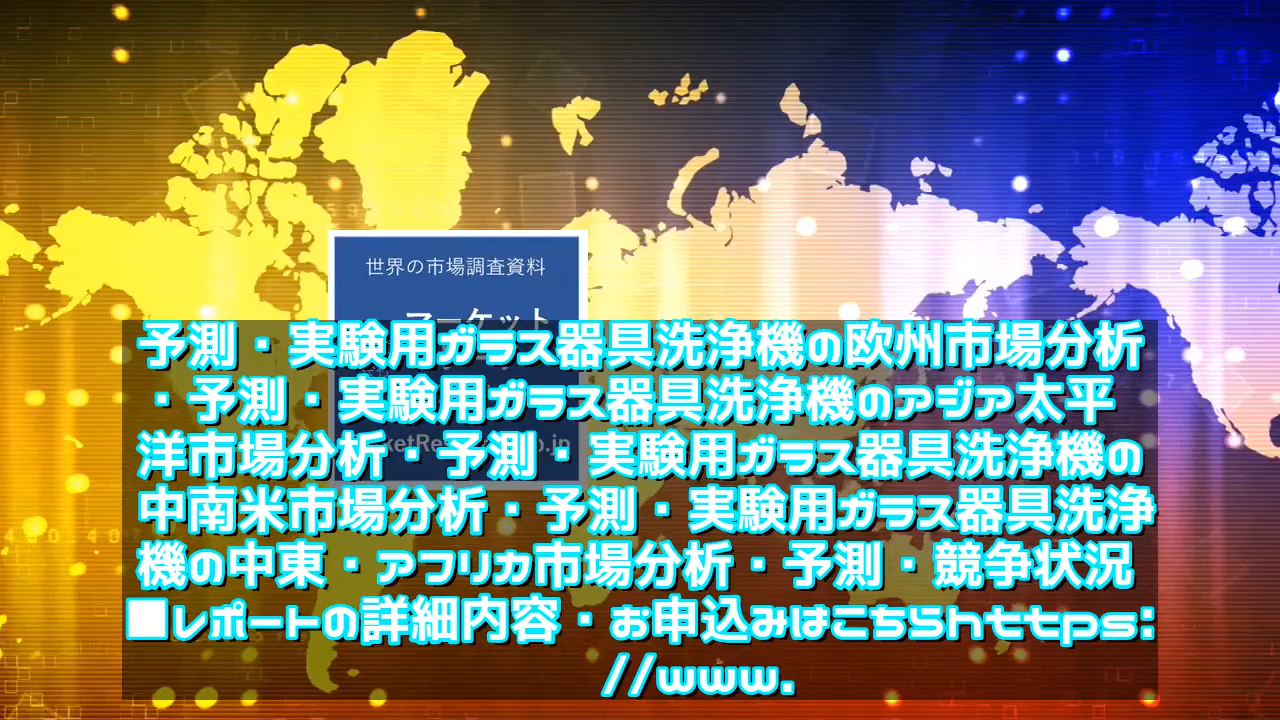 世界の市場調査資料
マーケット
予測・実験用ガラス器具洗浄機の欧州市場分析
・予測・実験用ガラス器具洗浄機のアジア太平
洋市場分析・予測・実験用ガラス器具洗浄機の
中南米市場分析・予測・実験用ガラス器具洗浄
機の中東・アフリカ市場分析・予測・競争状況
■レポートの詳細内容・お申込みはこちらhttps:
//www.